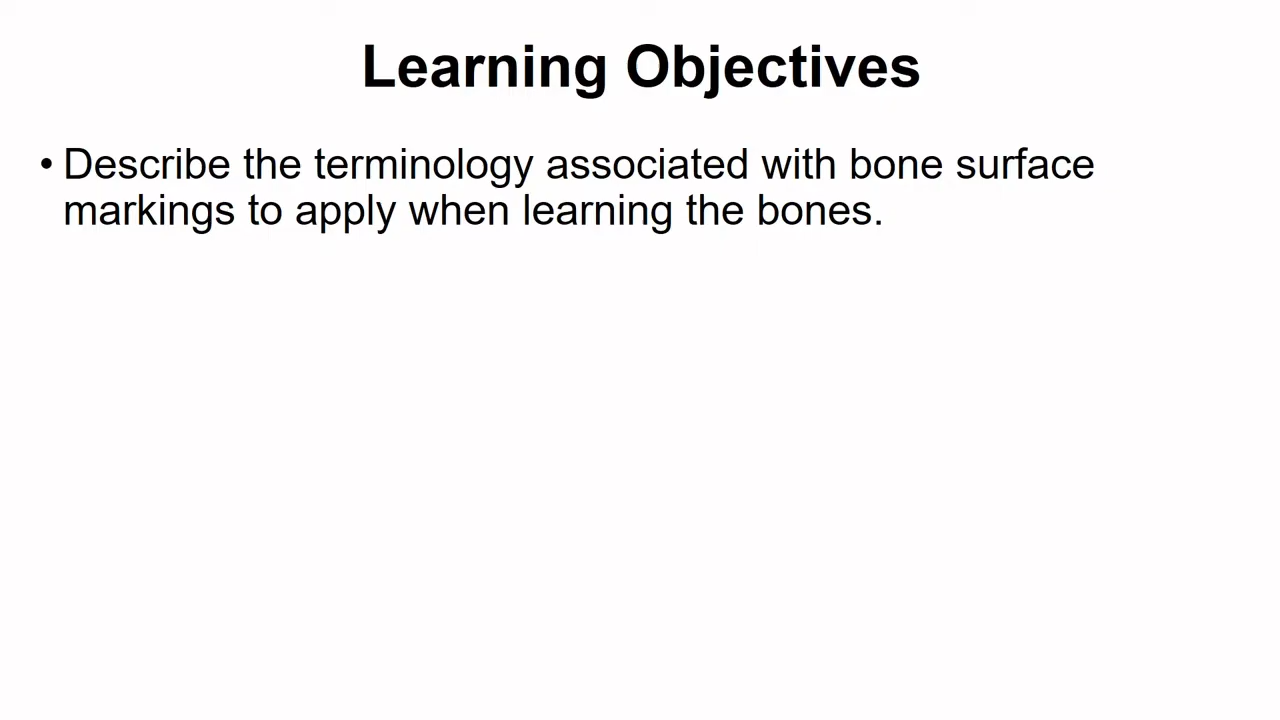 Learning Objectives
• Describe the terminology associated with bone surface
markings to apply when learning the bones.